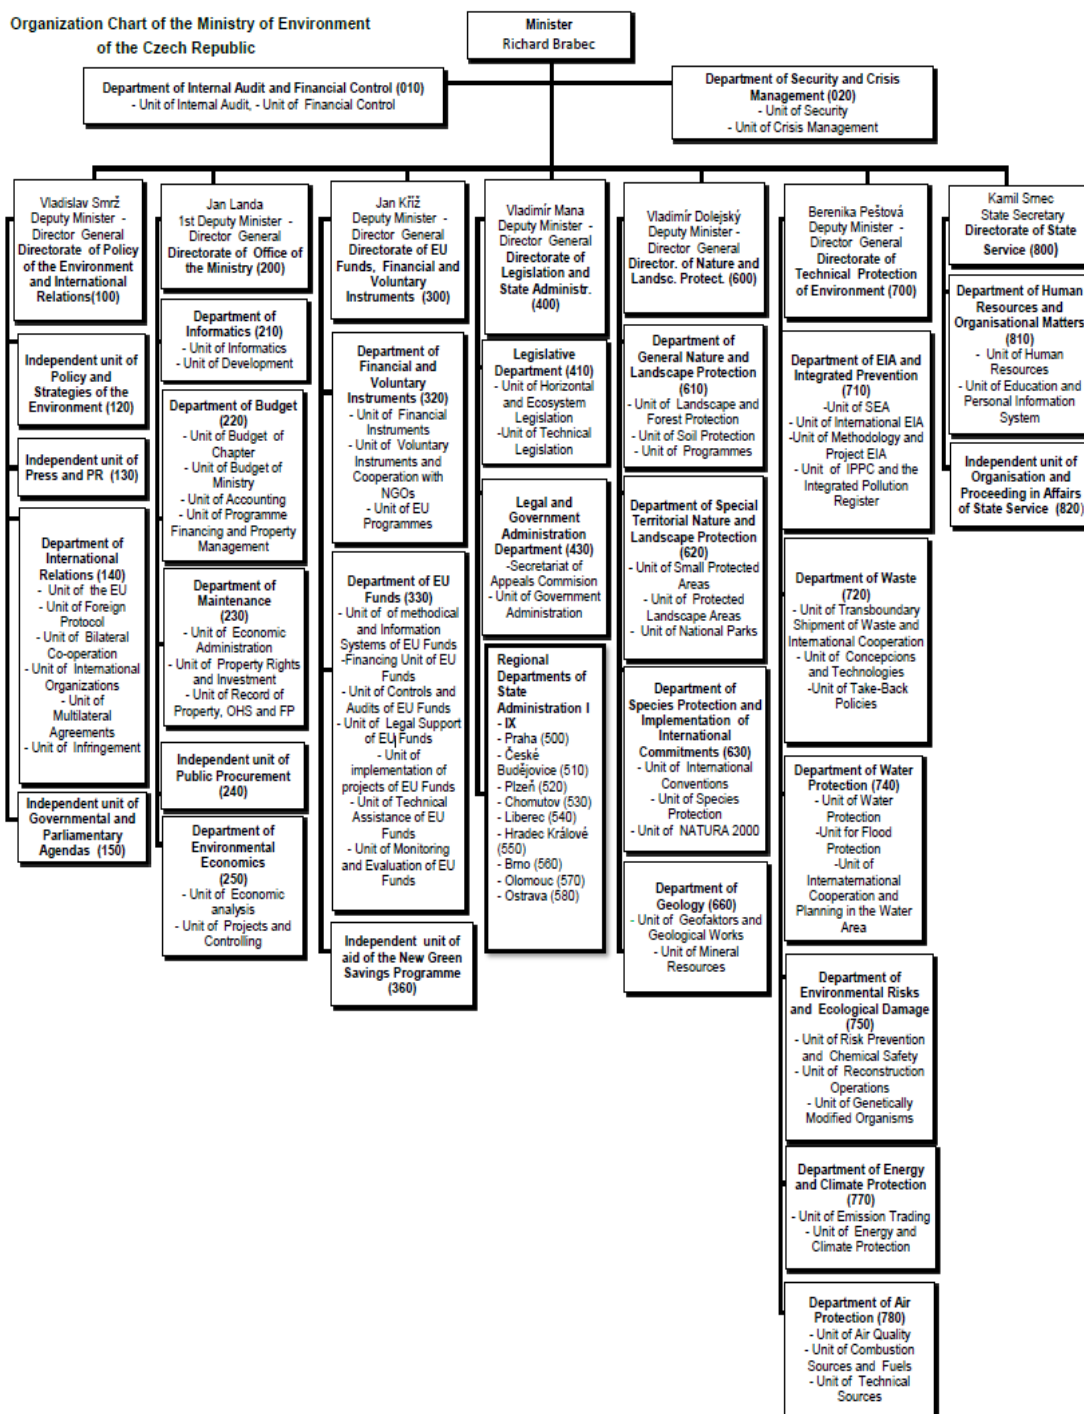 Organization Chart of the Ministry of Environment
of the Czech Republic
Minister
Richard Brabec
Department of Internal Audit and Financial Control (010)
- Unit of Internal Audit, - Unit of Financial Control
Department of Security and Crisis
Management (020)
- Unit of Security
- Unit of Crisis Management
Vladislav Smrž
Deputy Minister -
Director General
Directorate of Policy
of the Environment
and International
Relations(100)
Independent unit of
Policy and
Strategies of the
Environment (120)
Independent unit of
Press and PR (130)
Department of
International
Relations (140)
- Unit of the EU
- Unit of Foreign
Protocol
- Unit of Bilateral
Co-operation
- Unit of International
Organizations
- Unit of
Multilateral
Agreements
- Unit of Infringement
Independent unit of
Governmental and
Parliamentary
Agendas (150)
Jan Landa
1st Deputy Minister -
Director General
Directorate of Office of
the Ministry (200)
Department of
Informatics (210)
- Unit of Informatics
- Unit of Development
Department of Budget
(220)
- Unit of Budget of
Chapter
- Unit of Budget of
Ministry
- Unit of Accounting
- Unit of Programme
Financing and Property
Management
Department of
Maintenance
(230)
- Unit of Economic
Administration
- Unit of Property Rights
and Investment
- Unit of Record of
Property, OHS and FP
Independent unit of
Public Procurement
(240)
Department of
Environmental
Economics
(250)
- Unit of Economic
analysis
- Unit of Projects and
Controlling
Jan Kříž
Deputy Minister -
Director General
Directorate of EU
Funds, Financial and
Voluntary
Instruments (300)
Department of
Financial and
Voluntary
Instruments (320)
- Unit of Financial
Instruments
- Unit of Voluntary
Instruments and
Cooperation with
NGOs
- Unit of EU
Programmes
Department of EU
Funds (330)
- Unit of of methodical
and Information
Systems of EU Funds
-Financing Unit of EU
Funds
- Unit of Controls and
Audits of EU Funds
- Unit of Legal Support
of EU Funds
- Unit of
implementation of
projects of EU Funds
- Unit of Technical
Assistance of EU
Funds
- Unit of Monitoring
and Evaluation of EU
Funds
Independent unit of
aid of the New Green
Savings Programme
(360)
Vladimír Mana
Deputy Minister -
Director General
Directorate of
Legislation and
State Administr.
(400)
Legislative
Department (410)
- Unit of Horizontal
and Ecosystem
Legislation
-Unit of Technical
Legislation
Legal and
Government
Administration
Department (430)
-Secretariat of
Appeals Commision
- Unit of Government
Administration
Regional
Departments of
State
Administration I
- IX
- Praha (500)
- České
Budějovice (510)
- Plzeň (520)
- Chomutov (530)
- Liberec (540)
- Hradec Králové
(550)
- Brno (560)
- Olomouc (570)
- Ostrava (580)
Vladimír Dolejský
Deputy Minister -
Director General
Director. of Nature and
Landsc. Protect. (600)
Department of
General Nature and
Landscape Protection
(610)
- Unit of Landscape and
Forest Protection
- Unit of Soil Protection
- Unit of Programmes
Department of Special
Territorial Nature and
Landscape Protection
(620)
- Unit of Small Protected
Areas
- Unit of Protected
Landscape Areas
- Unit of National Parks
Department of
Species Protection and
Implementation of
International
Commitments (630)
- Unit of International
Conventions
- Unit of Species
Protection
- Unit of NATURA 2000
Department of
Geology (660)
- Unit of Geofaktors and
Geological Works
- Unit of Mineral
Resources
Berenika Peštová
Deputy Minister -
Director General
Directorate of
Technical Protection
of Environment (700)
Department of EIA and
Integrated Prevention
(710)
-Unit of SEA
- Unit of International EIA
-Unit of Methodology and
Project EIA
- Unit of IPPC and the
Integrated Pollution
Register
Department of Waste
(720)
- Unit of Transboundary
Shipment of Waste and
International Cooperation
- Unit of Concepcions
and Technologies
-Unit of Take-Back
Policies
Department of Water
Protection (740)
- Unit of Water
Protection
-Unit for Flood
Protection
-Unit of
Internaternational
Cooperation and
Planning in the Water
Area
Department of
Environmental Risks
and Ecological Damage
(750)
- Unit of Risk Prevention
and Chemical Safety
- Unit of Reconstruction
Operations
- Unit of Genetically
Modified Organisms
Department of Energy
and Climate Protection
(770)
- Unit of Emission Trading
- Unit of Energy and
Climate Protection
Department of Air
Protection (780)
- Unit of Air Quality
- Unit of Combustion
Sources and Fuels
- Unit of Technical
Sources
Kamil Smec
State Secretary
Directorate of State
Service (800)
Department of Human
Resources and
Organisational Matters
(810)
- Unit of Human
Resources
- Unit of Education and
Personal Information
System
Independent unit of
Organisation and
Proceeding in Affairs
of State Service (820)